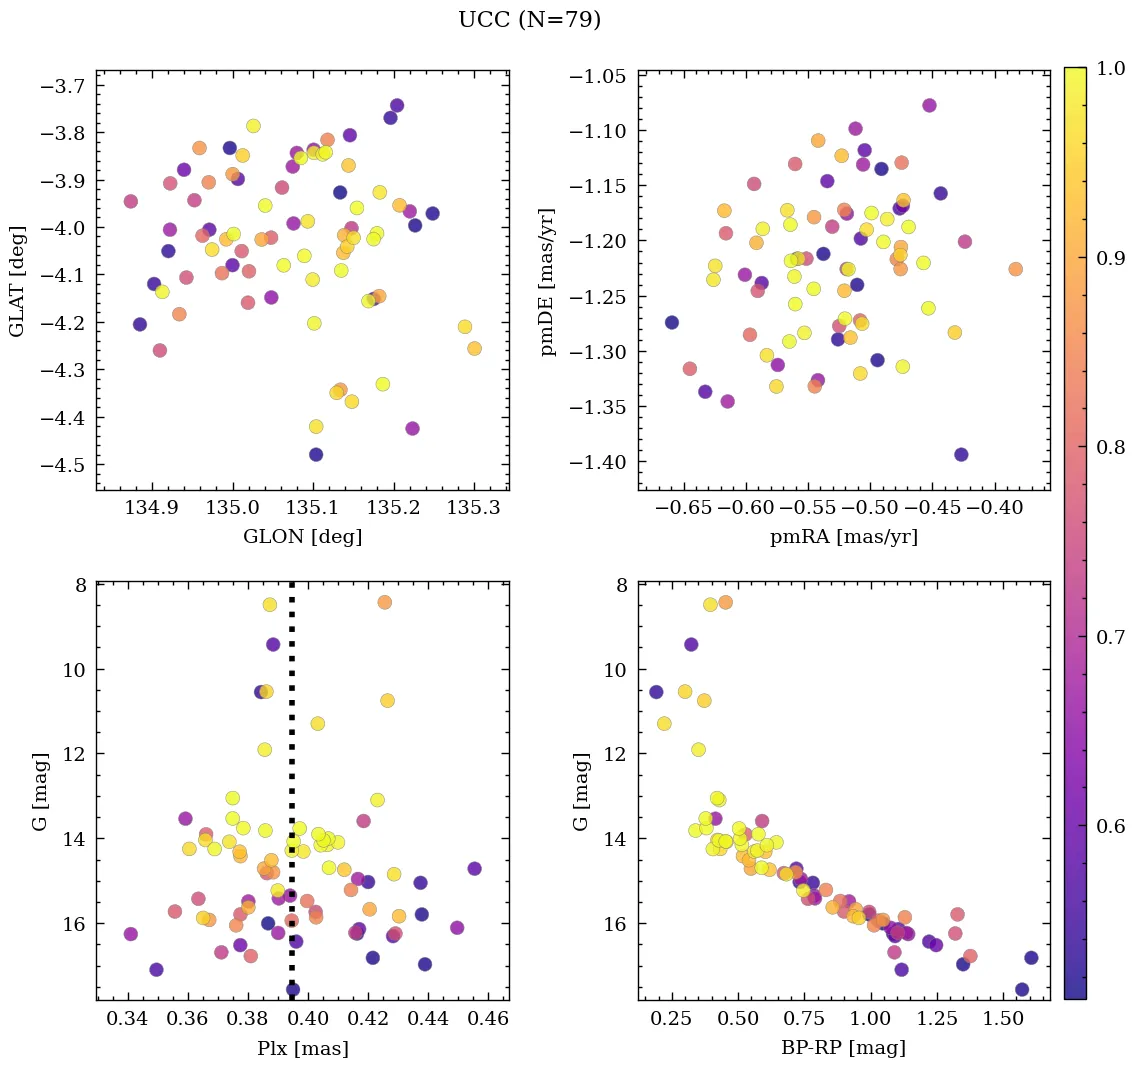 UCC (N=79)
−3.7
−3.8
−3.9
−4.0
−4.1
−4.2
−4.3
−4.4
−4.5
GLAT [deg]
134.9 135.0 135.1 135.2 135.3
GLON [deg]
−1.05
−1.10
−1.15
−1.20
−1.25
−1.30
−1.35
−1.40
pmDE [mas/yr]
−0.65 −0.60 −0.55 −0.50 −0.45 −0.40
pmRA [mas/yr]
8
10
12
14
16
G [mag]
0.34 0.36 0.38 0.40 0.42 0.44 0.46
Plx [mas]
8
10
12
14
16
G [mag]
0.25 0.50 0.75 1.00 1.25 1.50
BP-RP [mag]
1.0
0.9
0.8
0.7
0.6